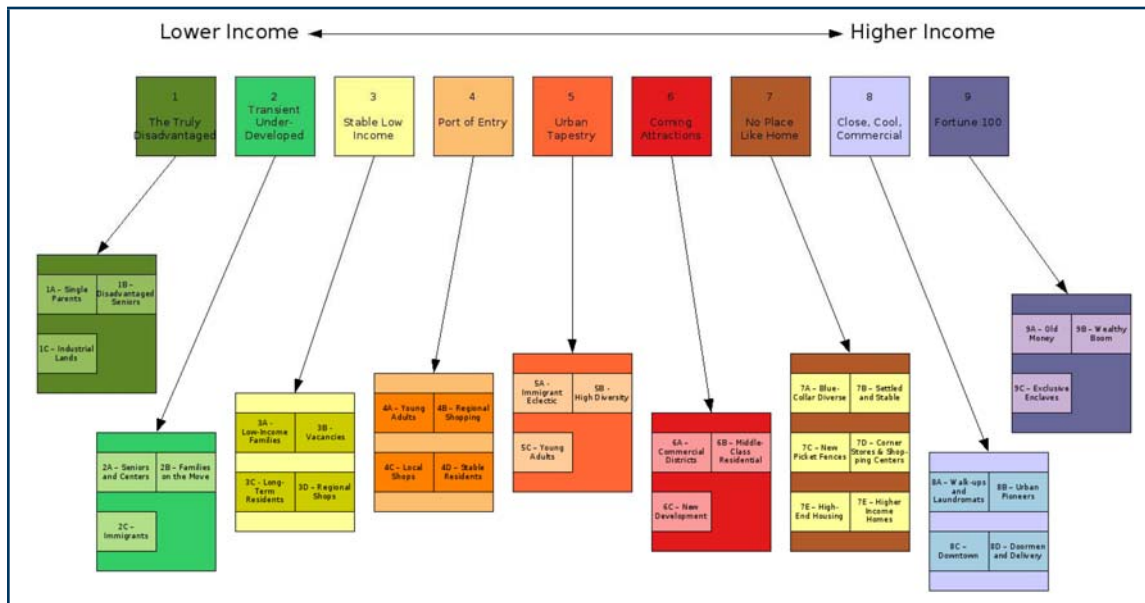 Lower Income
Higher Income
1
The Truly
Disadvantaged
2
Transient
Under-
Developed
3
Stable Low
Income
4
Port of Entry
5
Urban
Tapestry
6
Coming
Attractions
7
No Place
Like Home
8
Close, Cool,
Commercial
9
Fortune 100
1A – Single
Parents
1B –
Disadvantaged
Seniors
1C – Industrial
Lands
2A – Seniors
and Centers
2B – Families
on the Move
2C –
Immigrants
3A –
Low-Income
Families
3B –
Vacancies
3C – Long-
Term
Residents
3D – Regional
Shops
4A – Young
Adults
4B – Regional
Shopping
4C – Local
Shops
4D – Stable
Residents
5A -
Immigrant
Eclectic
5B -
High Diversity
5C – Young
Adults
6A –
Commercial
Districts
6B – Middle-
Class
Residential
6C – New
Development
7A – Blue-
Collar Diverse
7B – Settled
and Stable
7C – New
Picket Fences
7D – Corner
Stores & Shop-
ping Centers
7E – High-
End Housing
7E – Higher
Income
Homes
8A – Walk-ups
and
Laundromats
8B – Urban
Pioneers
8C –
Downtown
8D – Doormen
and Delivery
9A – Old
Money
9B – Wealthy
Boom
9C – Exclusive
Enclaves